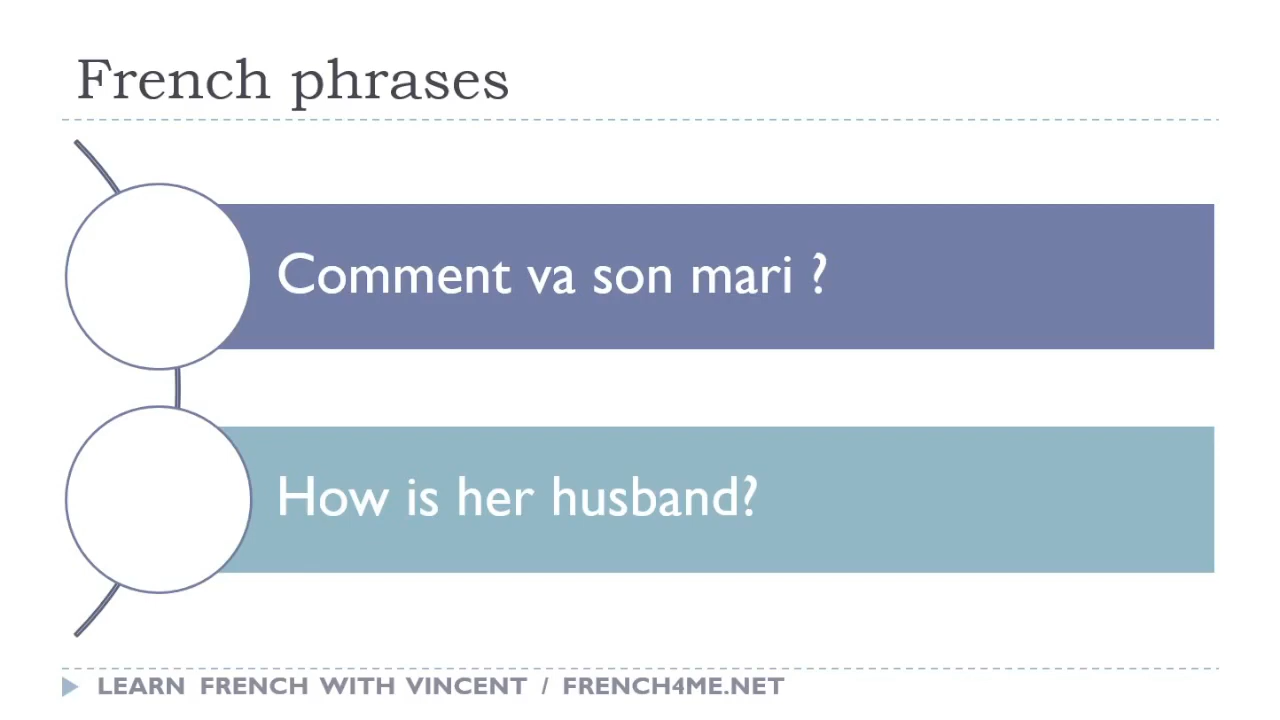 French phrases
Comment va son mari ?
How is her husband?
LEARN FRENCH WITH VINCENT / FRENCH4ME.NET